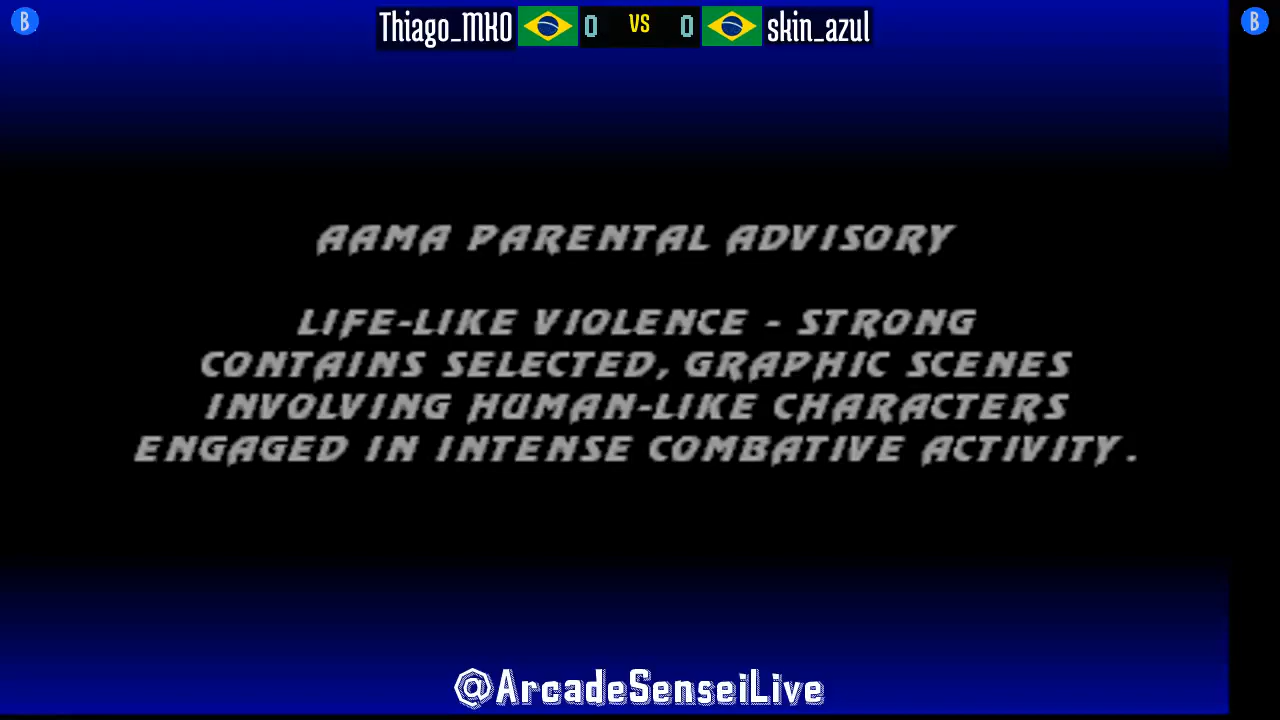 B Thiago_MKO 0 VS 0 skin_azul B
AAMA PARENTAL ADVISORY
LIFE-LIKE VIOLENCE - STRONG
CONTAINS SELECTED, GRAPHIC SCENES
INVOLVING HUMAN-LIKE CHARACTERS
ENGAGED IN INTENSE COMBATIVE ACTIVITY.
@ArcadeSenseiLive